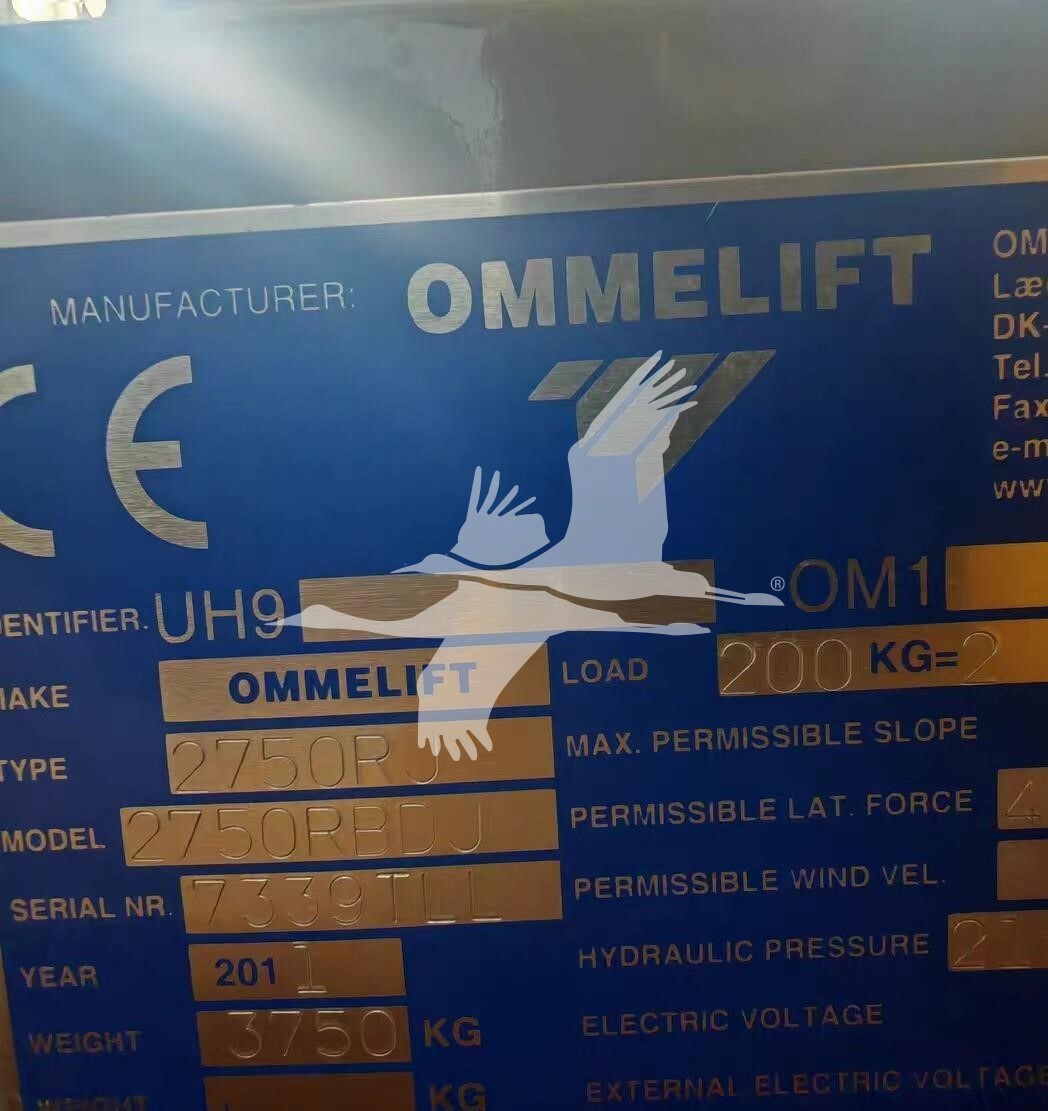 MANUFACTURER: OMMELIFT
OM
Læ
DK-
Tel.
Fax
e-m
www
CE
IDENTIFIER. UH9 ® OM1
MAKE OMMELIFT LOAD 200 KG= 2
TYPE 2750RJ MAX. PERMISSIBLE SLOPE
MODEL 2750RBDJ PERMISSIBLE LAT. FORCE 4
SERIAL NR. 7339TLL PERMISSIBLE WIND VEL.
YEAR 2011 HYDRAULIC PRESSURE 21
WEIGHT 3750 KG ELECTRIC VOLTAGE
WEIGHT KG EXTERNAL ELECTRIC VOLTAGE